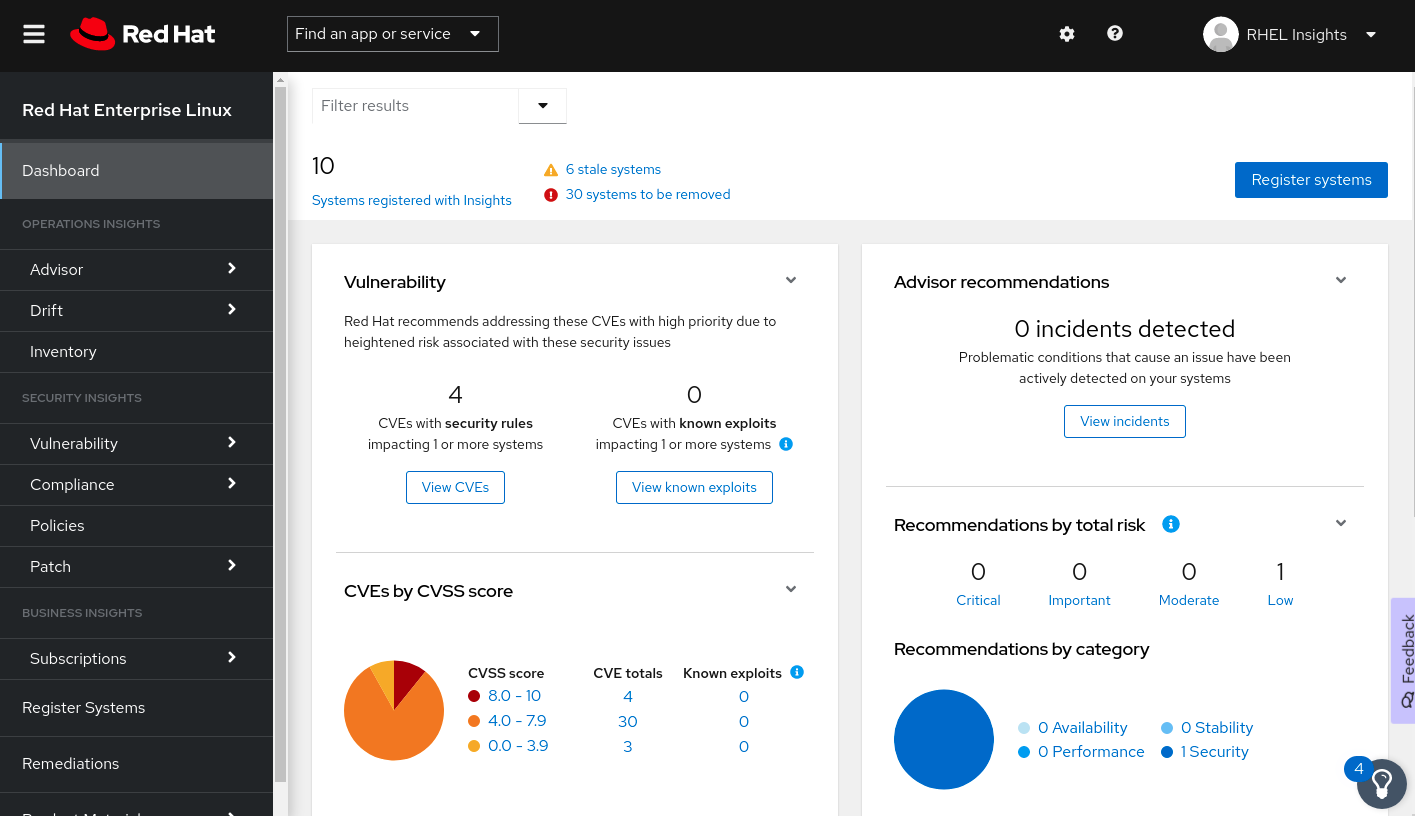 Red Hat
Find an app or service
RHEL Insights
Red Hat Enterprise Linux
Dashboard
OPERATIONS INSIGHTS
Advisor
Drift
Inventory
SECURITY INSIGHTS
Vulnerability
Compliance
Policies
Patch
BUSINESS INSIGHTS
Subscriptions
Register Systems
Remediations
Filter results
10
Systems registered with Insights
6 stale systems
30 systems to be removed
Register systems
Vulnerability
Red Hat recommends addressing these CVEs with high priority due to
heightened risk associated with these security issues
4
CVEs with security rules
impacting 1 or more systems
View CVEs
0
CVEs with known exploits
impacting 1 or more systems
View known exploits
CVEs by CVSS score
CVSS score CVE totals Known exploits
8.0 - 10 4 0
4.0 - 7.9 30 0
0.0 - 3.9 3 0
Advisor recommendations
0 incidents detected
Problematic conditions that cause an issue have been
actively detected on your systems
View incidents
Recommendations by total risk
0 0 0 1
Critical Important Moderate Low
Recommendations by category
0 Availability 0 Stability
0 Performance 1 Security
Feedback
4